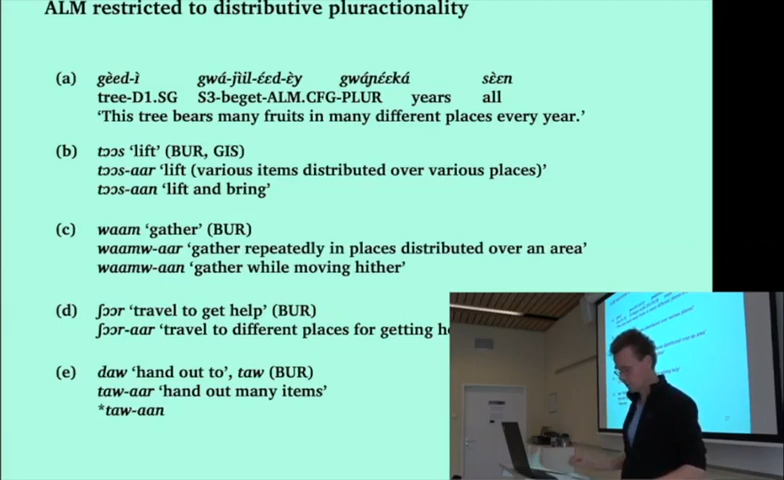 ALM restricted to distributive pluractionality
(a) gèed-ì gwá-jìil-ɛ́ɛd-ɛ̀y gwáɲɛ́ɛká sɛ̀ɛn
tree-D1.SG S3-beget-ALM.CFG-PLUR years all
‘This tree bears many fruits in many different places every year.’
(b) tɔɔs ‘lift’ (BUR, GIS)
tɔɔs-aar ‘lift (various items distributed over various places)’
tɔɔs-aan ‘lift and bring’
(c) waam ‘gather’ (BUR)
waamw-aar ‘gather repeatedly in places distributed over an area’
waamw-aan ‘gather while moving hither’
(d) ʃɔɔr ‘travel to get help’ (BUR)
ʃɔɔr-aar ‘travel to different places for getting
(e) daw ‘hand out to’, taw (BUR)
taw-aar ‘hand out many items’
*taw-aan